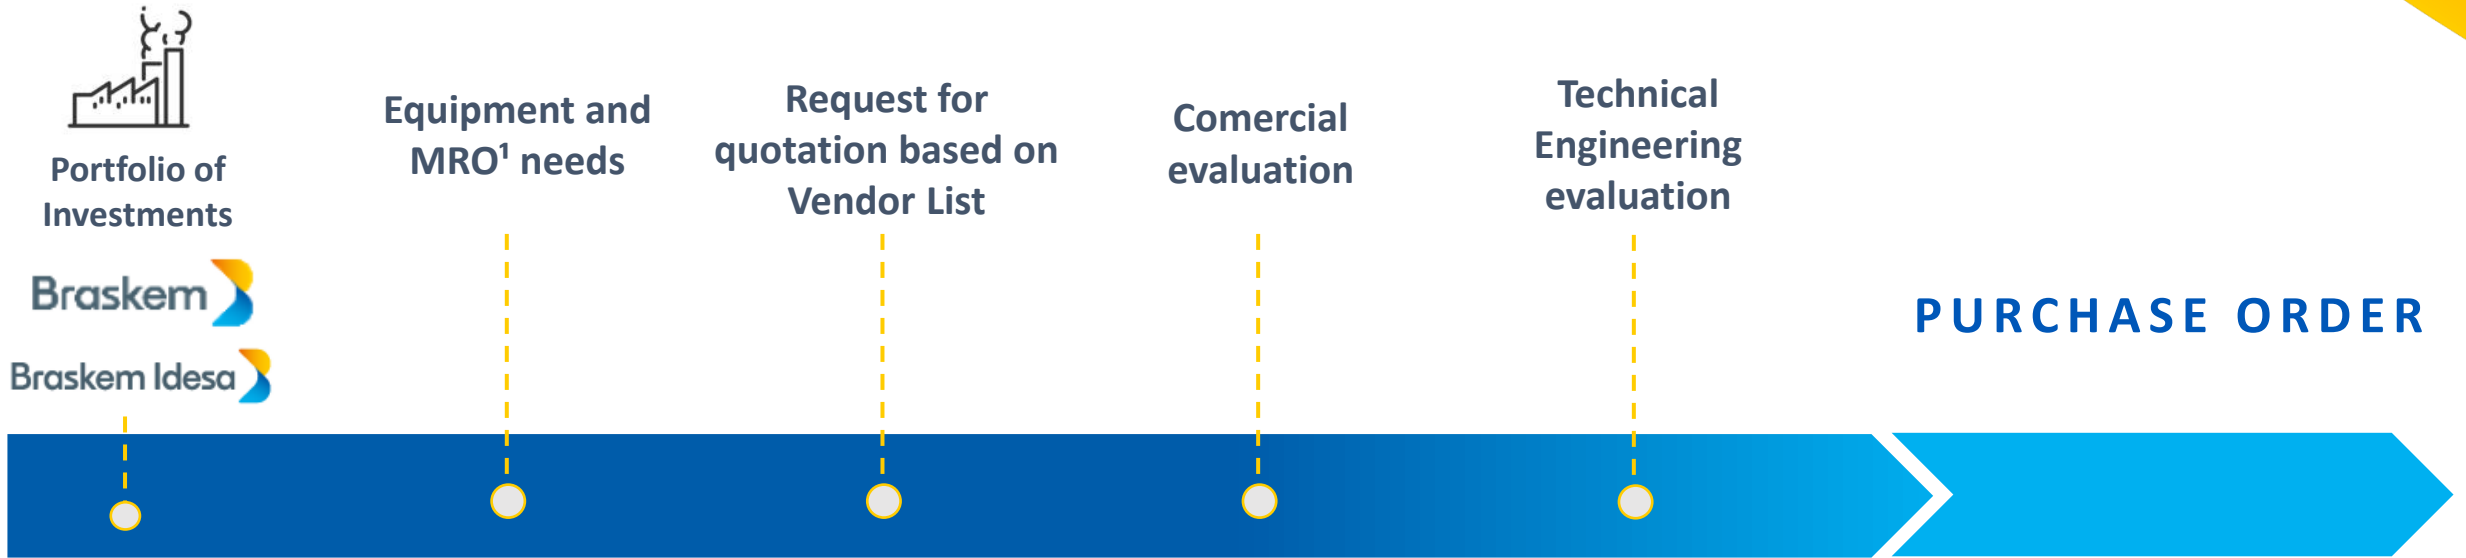 Portfolio of
Investments
Braskem
Braskem Idesa
Equipment and
MRO¹ needs
Request for
quotation based on
Vendor List
Comercial
evaluation
Technical
Engineering
evaluation
PURCHASE ORDER